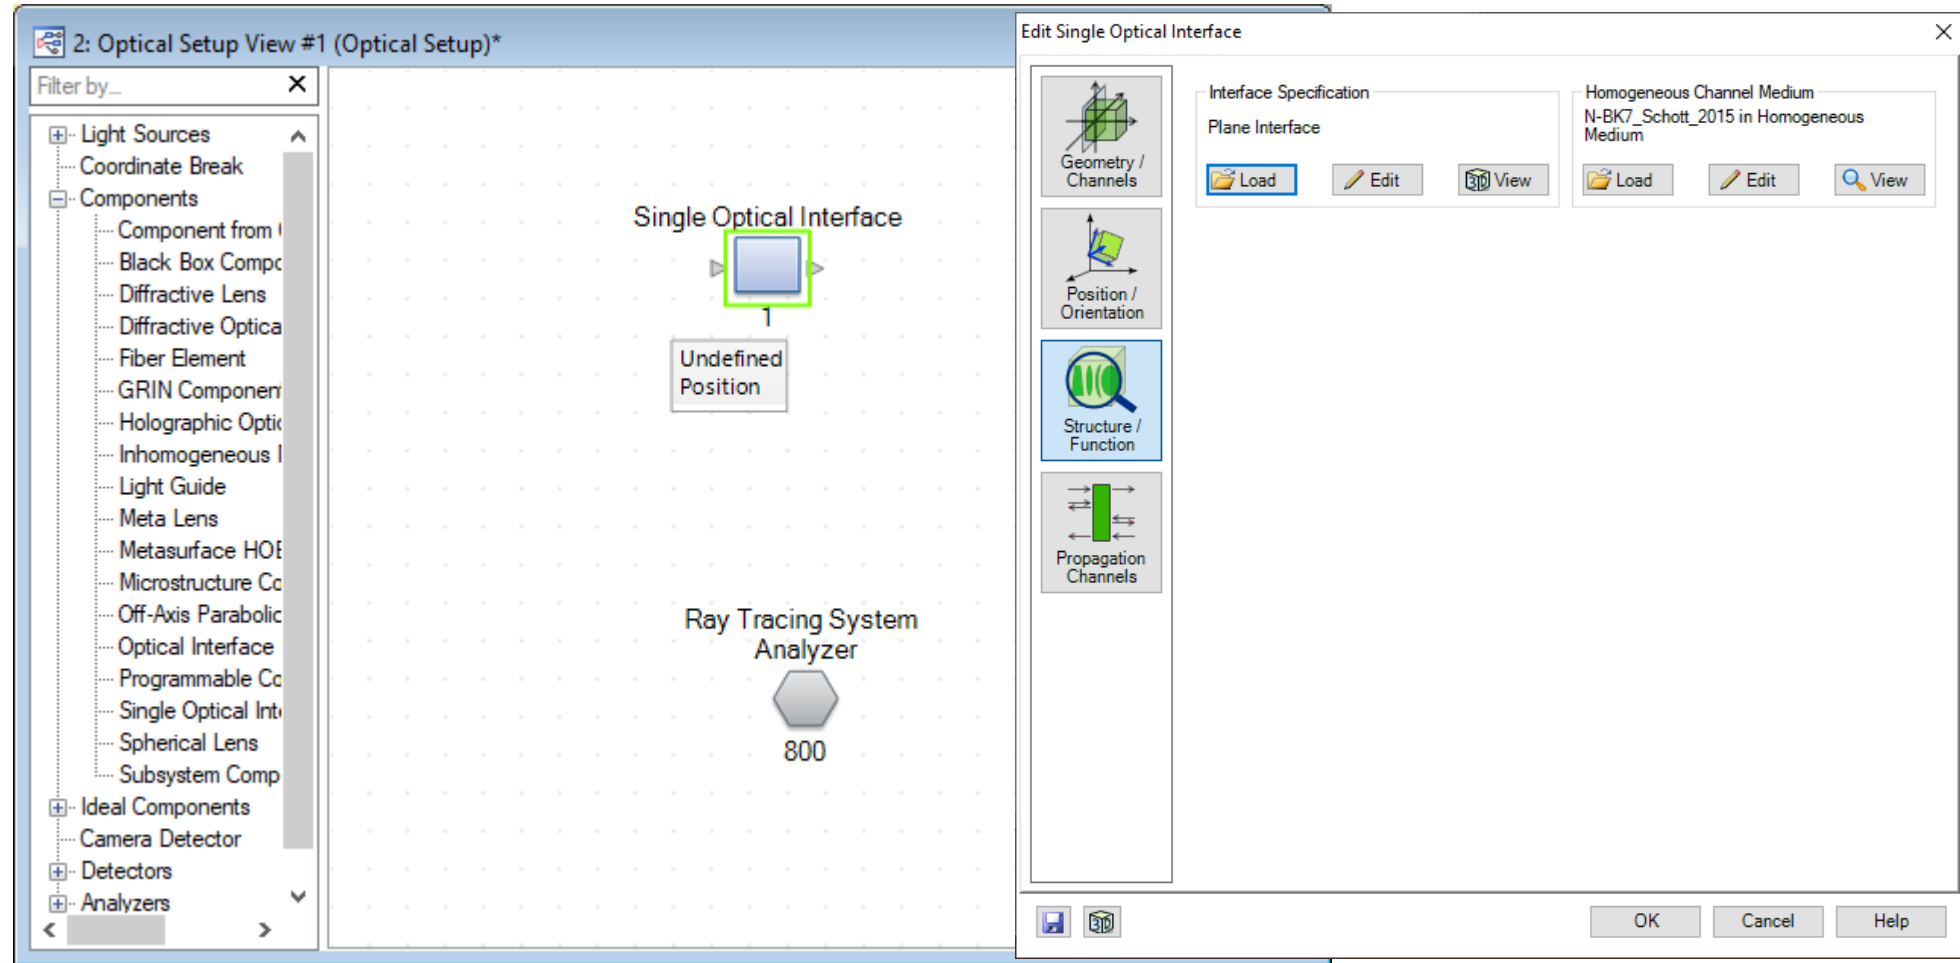 2: Optical Setup View #1 (Optical Setup)*
Filter by...
Light Sources
Coordinate Break
Components
Component from
Black Box Compo
Diffractive Lens
Diffractive Optica
Fiber Element
GRIN Componen
Holographic Optic
Inhomogeneous
Light Guide
Meta Lens
Metasurface HOE
Microstructure Co
Off-Axis Parabolic
Optical Interface
Programmable Co
Single Optical Int
Spherical Lens
Subsystem Comp
Ideal Components
Camera Detector
Detectors
Analyzers
Single Optical Interface
1
Undefined
Position
Ray Tracing System
Analyzer
800
Edit Single Optical Interface
Geometry /
Channels
Position /
Orientation
Structure /
Function
Propagation
Channels
Interface Specification
Plane Interface
Load
Edit
3D View
Homogeneous Channel Medium
N-BK7_Schott_2015 in Homogeneous
Medium
Load
Edit
View
3D
OK
Cancel
Help